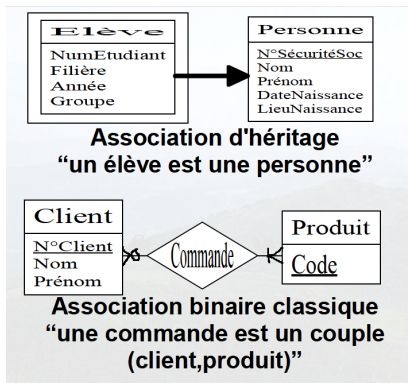 Elève
NumEtudiant
Filière
Année
Groupe
Personne
N°SécuritéSoc
Nom
Prénom
DateNaissance
LieuNaissance
Association d'héritage
“un élève est une personne”
Client
N°Client
Nom
Prénom
Commande
Produit
Code
Association binaire classique
“une commande est un couple
(client,produit)”